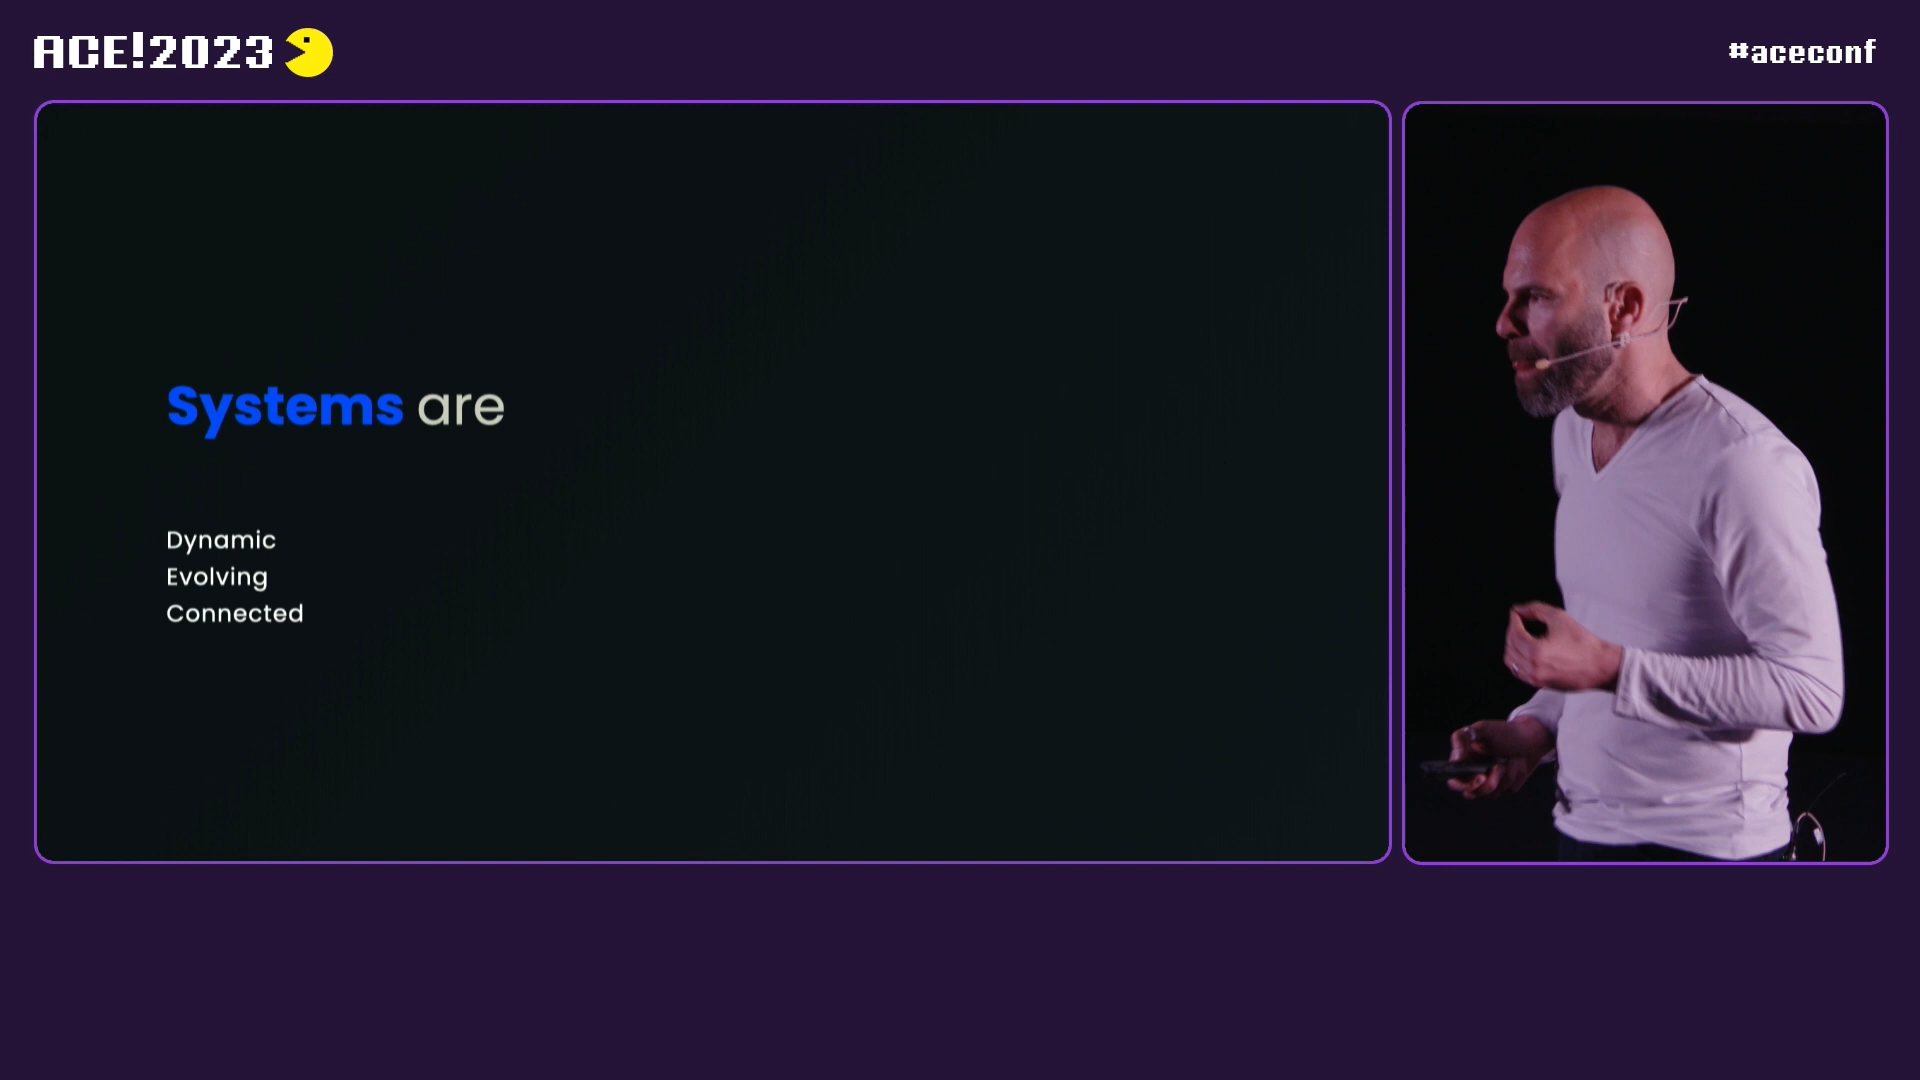 ACE!2023
#aceconf
Systems are
Dynamic
Evolving
Connected